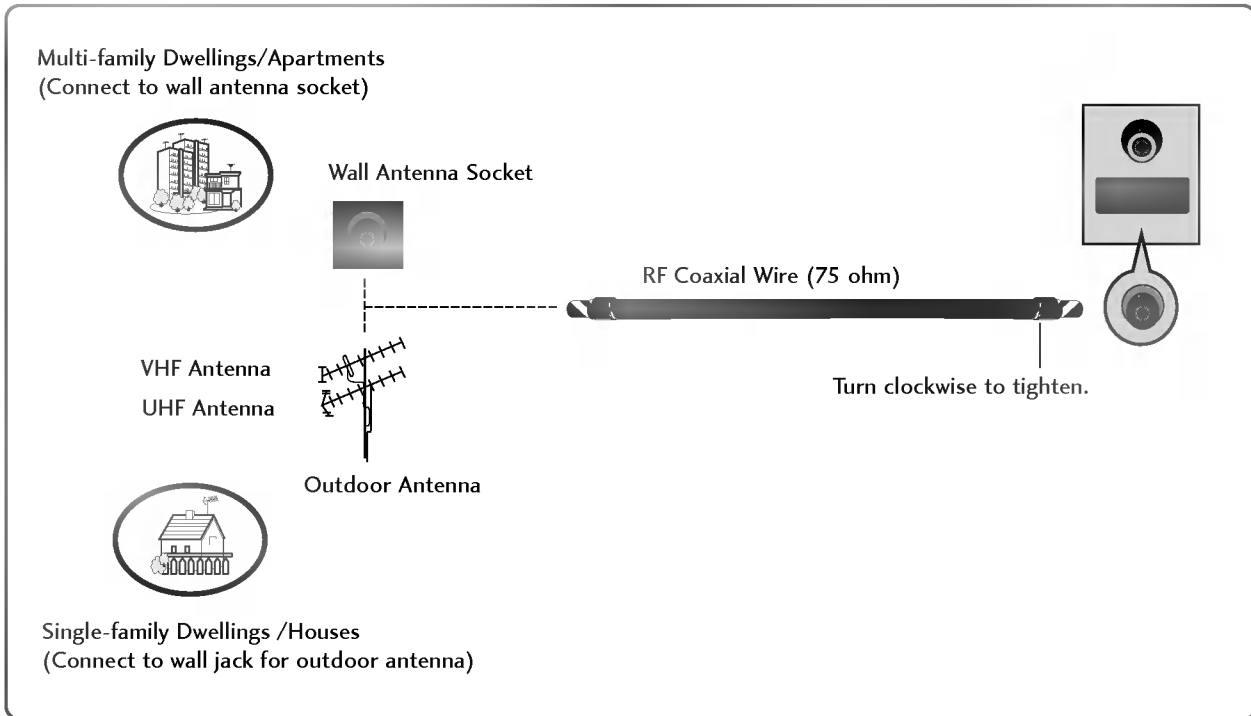 Multi-family Dwellings/Apartments
(Connect to wall antenna socket)
Wall Antenna Socket
RF Coaxial Wire (75 ohm)
VHF Antenna
UHF Antenna
Turn clockwise to tighten.
Outdoor Antenna
Single-family Dwellings /Houses
(Connect to wall jack for outdoor antenna)